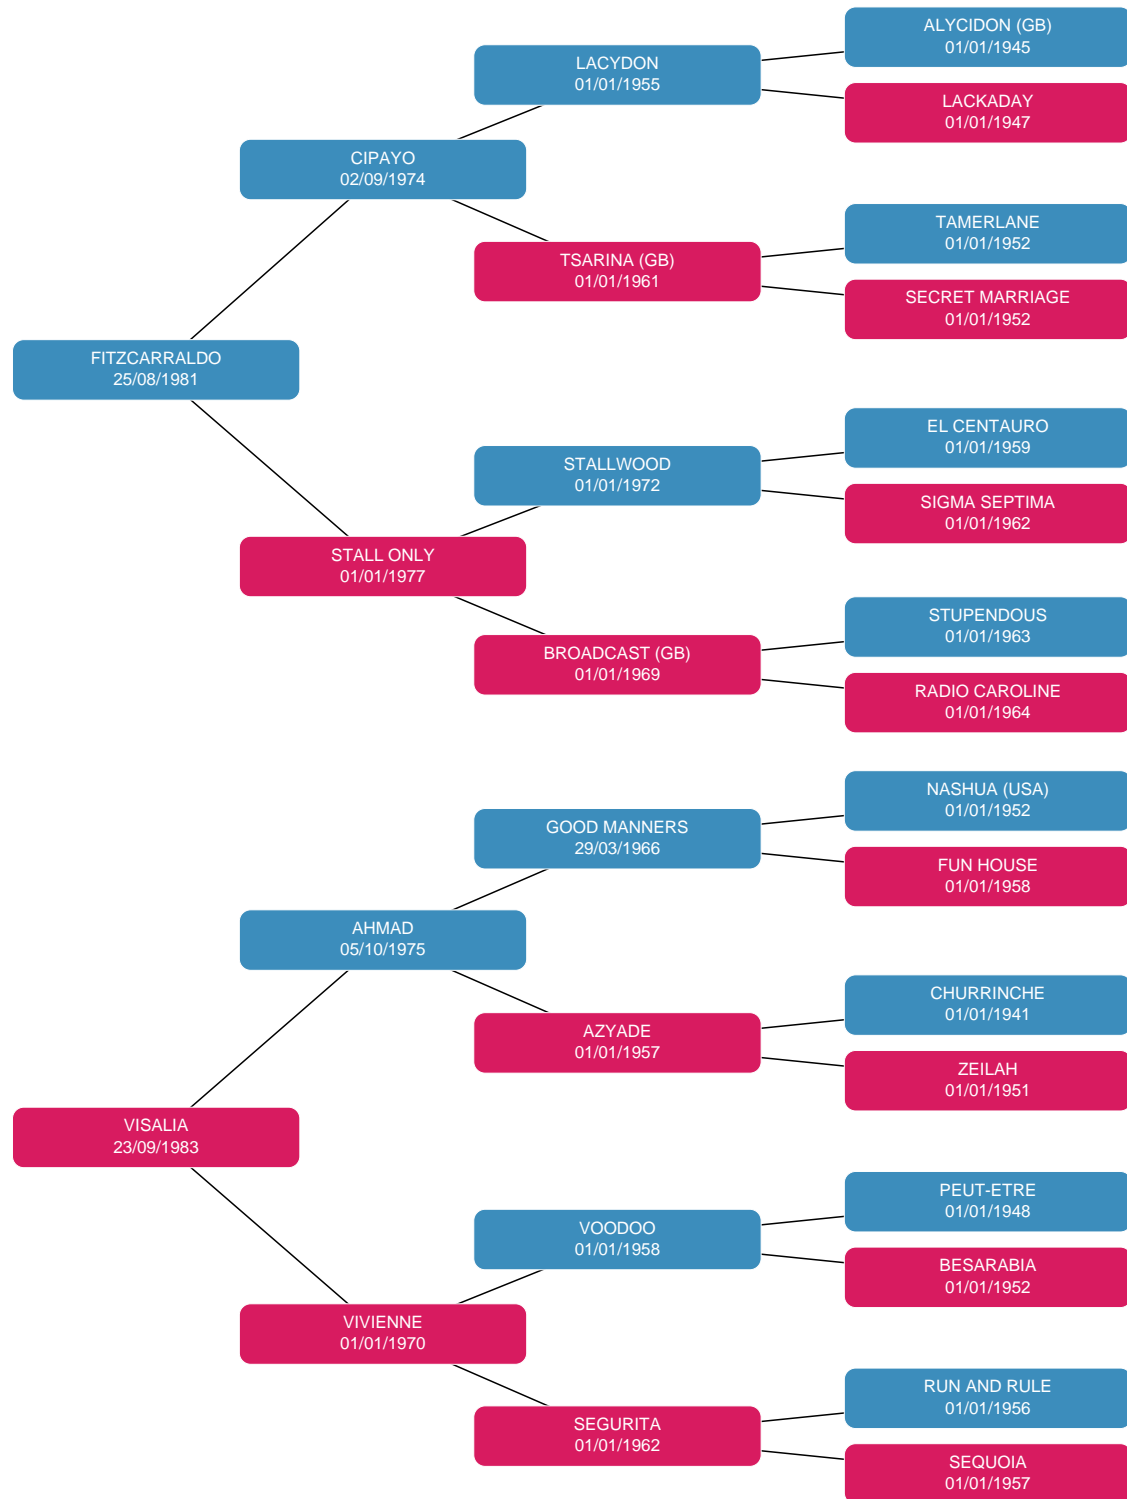 ALYCIDON (GB)
01/01/1945
LACYDON
01/01/1955
LACKADAY
01/01/1947
CIPAYO
02/09/1974
TAMERLANE
01/01/1952
TSARINA (GB)
01/01/1961
SECRET MARRIAGE
01/01/1952
FITZCARRALDO
25/08/1981
EL CENTAURO
01/01/1959
STALLWOOD
01/01/1972
SIGMA SEPTIMA
01/01/1962
STALL ONLY
01/01/1977
STUPENDOUS
01/01/1963
BROADCAST (GB)
01/01/1969
RADIO CAROLINE
01/01/1964
NASHUA (USA)
01/01/1952
GOOD MANNERS
29/03/1966
FUN HOUSE
01/01/1958
AHMAD
05/10/1975
CHURRINCHE
01/01/1941
AZYADE
01/01/1957
ZEILAH
01/01/1951
VISALIA
23/09/1983
PEUT-ETRE
01/01/1948
VOODOO
01/01/1958
BESARABIA
01/01/1952
VIVIENNE
01/01/1970
RUN AND RULE
01/01/1956
SEGURITA
01/01/1962
SEQUOIA
01/01/1957